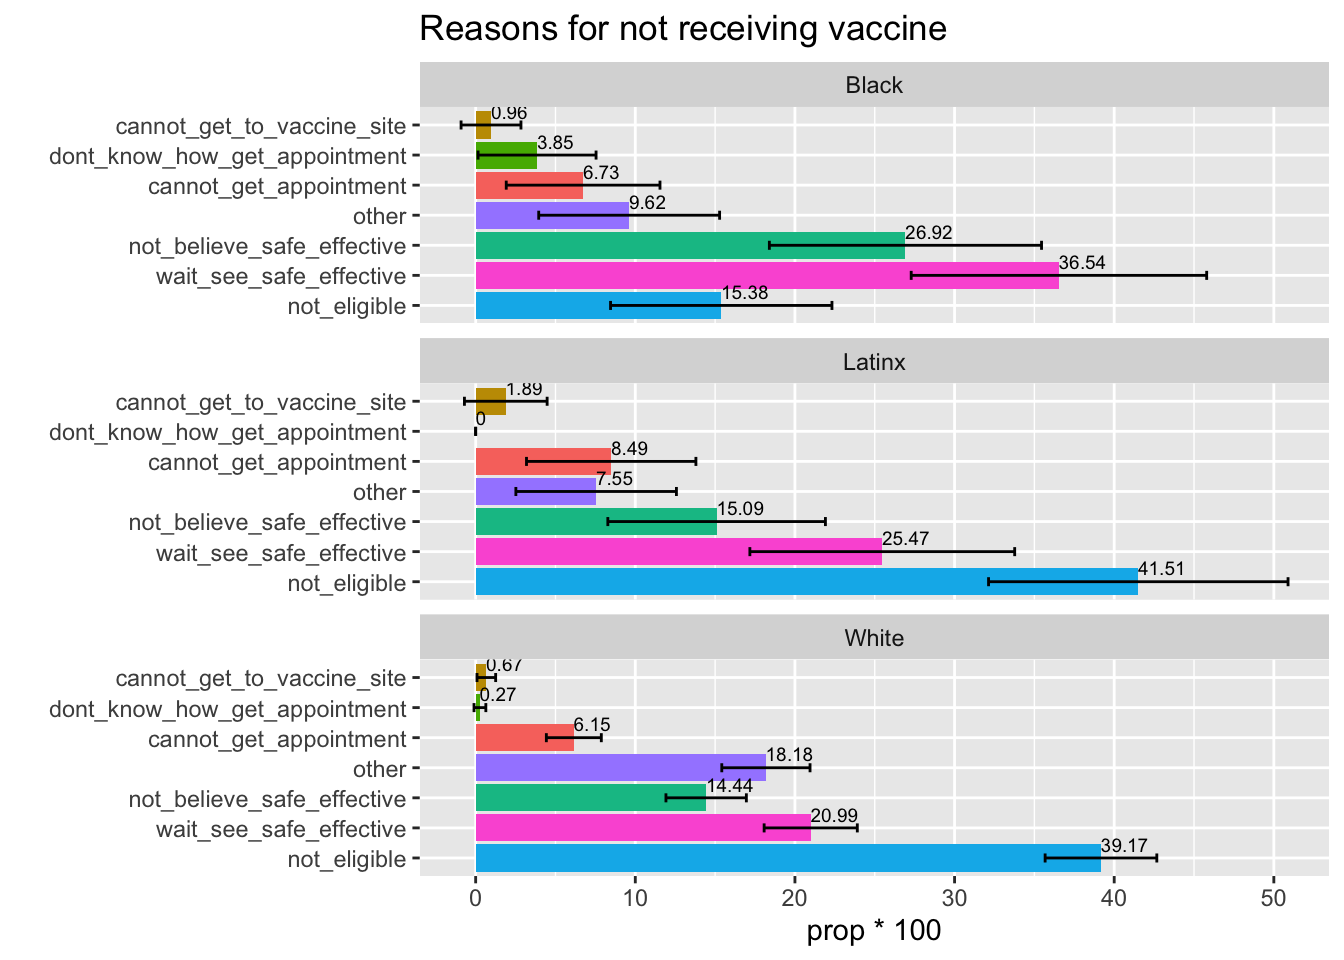 Reasons for not receiving vaccine
Black
cannot_get_to_vaccine_site 0.96
dont_know_how_get_appointment 3.85
cannot_get_appointment 6.73
other 9.62
not_believe_safe_effective 26.92
wait_see_safe_effective 36.54
not_eligible 15.38
Latinx
cannot_get_to_vaccine_site 1.89
dont_know_how_get_appointment 0
cannot_get_appointment 8.49
other 7.55
not_believe_safe_effective 15.09
wait_see_safe_effective 25.47
not_eligible 41.51
White
cannot_get_to_vaccine_site 0.67
dont_know_how_get_appointment 0.27
cannot_get_appointment 6.15
other 18.18
not_believe_safe_effective 14.44
wait_see_safe_effective 20.99
not_eligible 39.17
0 10 20 30 40 50
prop * 100